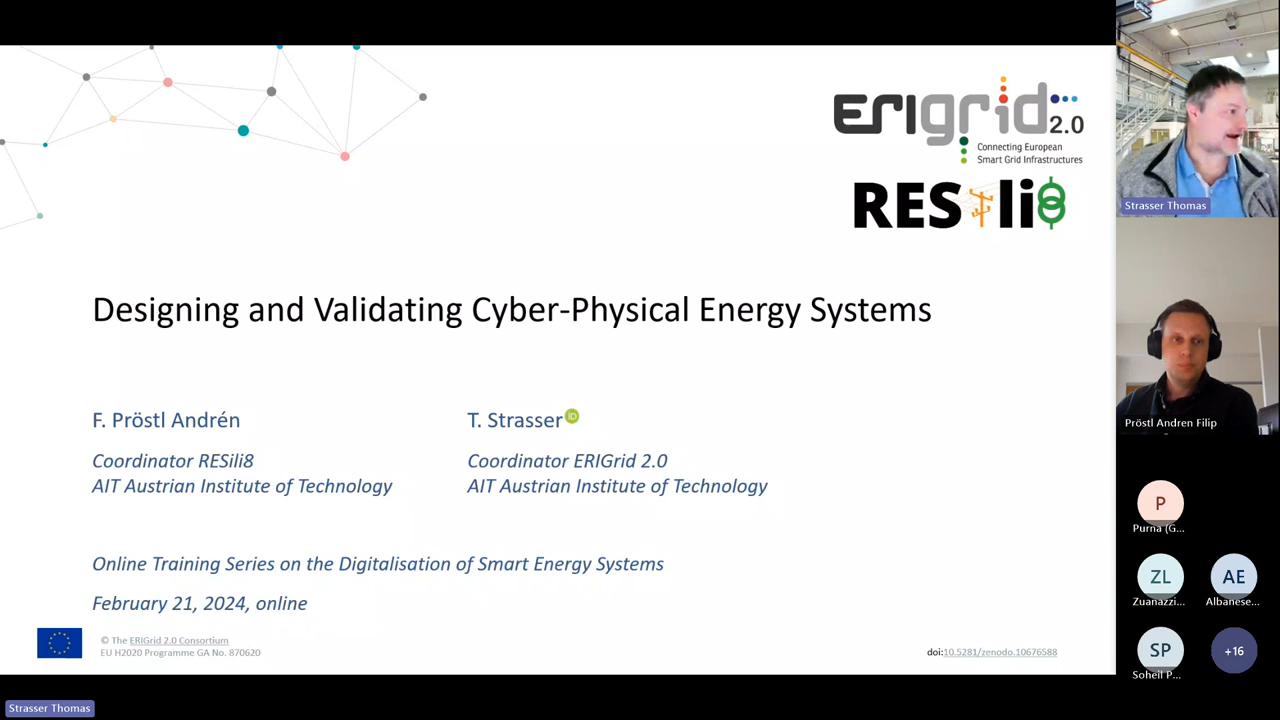 ERIgrid 2.0
Connecting European
Smart Grid Infrastructures
RESili8
Designing and Validating Cyber-Physical Energy Systems
F. Pröstl Andrén
T. Strasser iD
Coordinator RESili8
Coordinator ERIGrid 2.0
AIT Austrian Institute of Technology
AIT Austrian Institute of Technology
Online Training Series on the Digitalisation of Smart Energy Systems
February 21, 2024, online
© The ERIGrid 2.0 Consortium
EU H2020 Programme GA No. 870620
doi:10.5281/zenodo.10676588
Strasser Thomas
Pröstl Andren Filip
P
Purna (G...
ZL
AE
Zuanazzi...
Albanese...
SP
+16
Soheil P...
Strasser Thomas